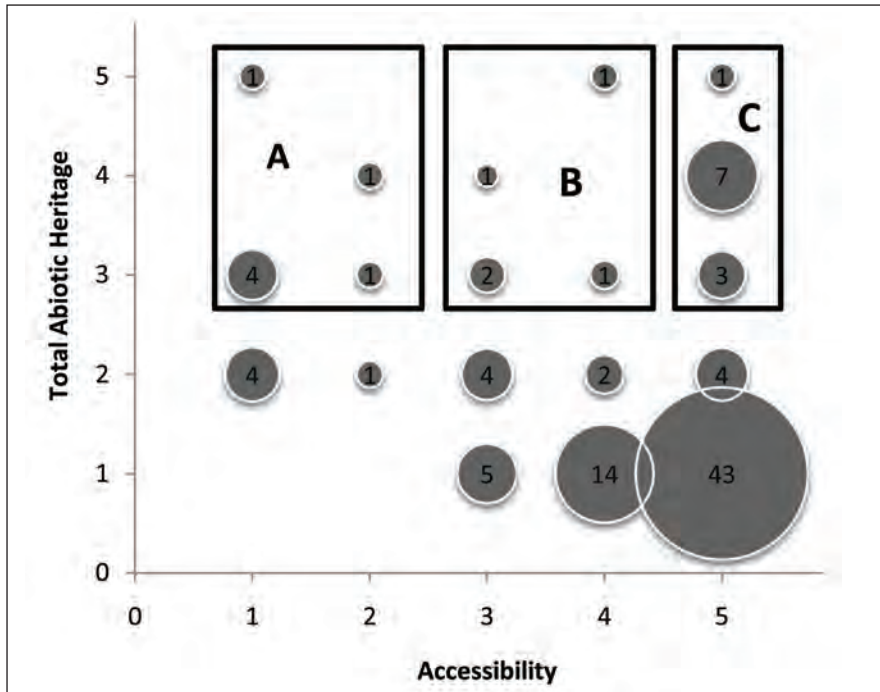 5 1 1 1
C
A 4 1 1 B 7
3 4 1 2 1 3
2 4 1 4 2 4
1 5 14 43
0
0 1 2 3 4 5
Total Abiotic Heritage
Accessibility